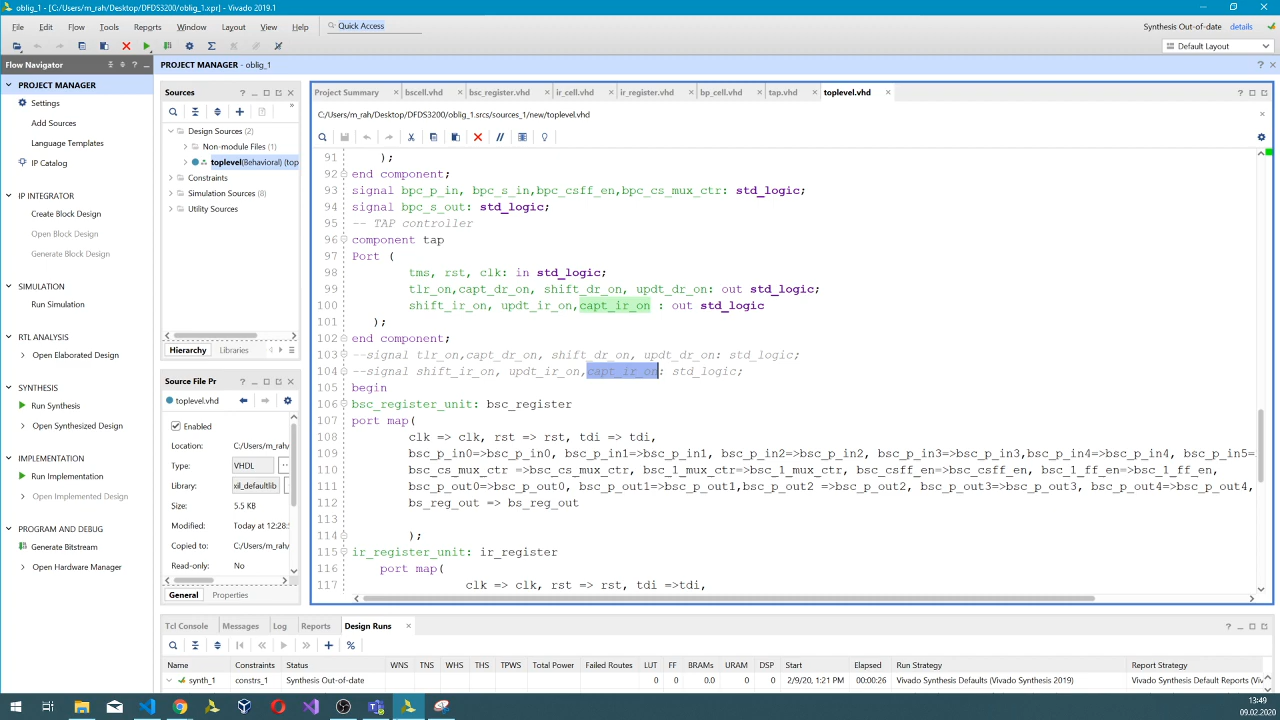 oblig_1 - [C:/Users/m_rah/Desktop/DFDS3200/oblig_1.xpr] - Vivado 2019.1
File Edit Flow Tools Reports Window Layout View Help Quick Access
Synthesis Out-of-date details
Default Layout
Flow Navigator
PROJECT MANAGER
Settings
Add Sources
Language Templates
IP Catalog
IP INTEGRATOR
Create Block Design
Open Block Design
Generate Block Design
SIMULATION
Run Simulation
RTL ANALYSIS
Open Elaborated Design
SYNTHESIS
Run Synthesis
Open Synthesized Design
IMPLEMENTATION
Run Implementation
Open Implemented Design
PROGRAM AND DEBUG
Generate Bitstream
Open Hardware Manager
PROJECT MANAGER - oblig_1
Sources
Design Sources (2)
Non-module Files (1)
toplevel(Behavioral) (top
Constraints
Simulation Sources (8)
Utility Sources
Hierarchy Libraries
Source File Pr
toplevel.vhd
Enabled
Location: C:/Users/m_rah/
Type: VHDL
Library: xil_defaultlib
Size: 5.5 KB
Modified: Today at 12:28:5
Copied to: C:/Users/m_rah/
Read-only: No
General Properties
Project Summary bscell.vhd bsc_register.vhd ir_cell.vhd ir_register.vhd bp_cell.vhd tap.vhd toplevel.vhd
C:/Users/m_rah/Desktop/DFDS3200/oblig_1.srcs/sources_1/new/toplevel.vhd
91 );
92 end component;
93 signal bpc_p_in, bpc_s_in,bpc_csff_en,bpc_cs_mux_ctr: std_logic;
94 signal bpc_s_out: std_logic;
95 -- TAP controller
96 component tap
97 Port (
98 tms, rst, clk: in std_logic;
99 tlr_on,capt_dr_on, shift_dr_on, updt_dr_on: out std_logic;
100 shift_ir_on, updt_ir_on,capt_ir_on : out std_logic
101 );
102 end component;
103 --signal tlr_on,capt_dr_on, shift_dr_on, updt_dr_on: std_logic;
104 --signal shift_ir_on, updt_ir_on,capt_ir_on: std_logic;
105 begin
106 bsc_register_unit: bsc_register
107 port map(
108 clk => clk, rst => rst, tdi => tdi,
109 bsc_p_in0=>bsc_p_in0, bsc_p_in1=>bsc_p_in1, bsc_p_in2=>bsc_p_in2, bsc_p_in3=>bsc_p_in3,bsc_p_in4=>bsc_p_in4, bsc_p_in5=
110 bsc_cs_mux_ctr =>bsc_cs_mux_ctr, bsc_l_mux_ctr=>bsc_l_mux_ctr, bsc_csff_en=>bsc_csff_en, bsc_l_ff_en=>bsc_l_ff_en,
111 bsc_p_out0=>bsc_p_out0, bsc_p_out1=>bsc_p_out1,bsc_p_out2 =>bsc_p_out2, bsc_p_out3=>bsc_p_out3, bsc_p_out4=>bsc_p_out4,
112 bs_reg_out => bs_reg_out
113
114 );
115 ir_register_unit: ir_register
116 port map(
117 clk => clk, rst => rst, tdi =>tdi,
Tcl Console Messages Log Reports Design Runs
Name Constraints Status WNS TNS WHS THS TPWS Total Power Failed Routes LUT FF BRAMs URAM DSP Start Elapsed Run Strategy Report Strategy
synth_1 constrs_1 Synthesis Out-of-date 0 0 0.0 0 0 2/9/20, 1:21 PM 00:00:26 Vivado Synthesis Defaults (Vivado Synthesis 2019) Vivado Synthesis Default Reports (Viv
13:49
09.02.2020